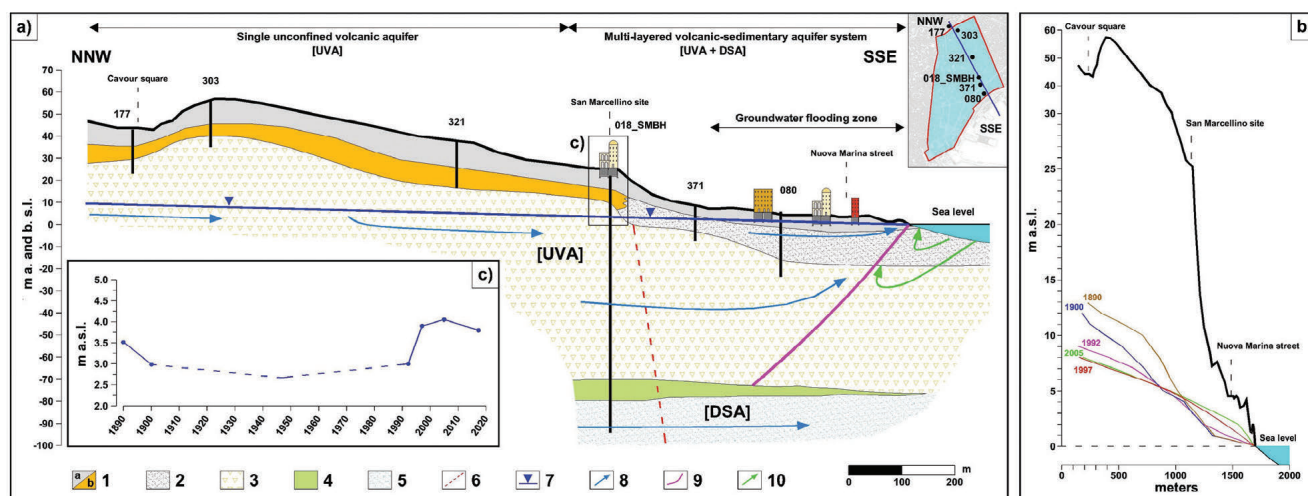 a)
Single unconfined volcanic aquifer
[UVA]
Multi-layered volcanic-sedimentary aquifer system
[UVA + DSA]
NNW
SSE
NNW
177
303
321
018_SMBH
371
080
SSE
70
60
50
40
30
20
10
0
-10
-20
-30
-40
-50
-60
-70
-80
-90
-100
m a. and b. s.l.
Cavour square
177
303
321
San Marcellino site
018_SMBH
c)
Groundwater flooding zone
371
080
Nuova Marina street
Sea level
[UVA]
[DSA]
c)
5.0
4.5
4.0
3.5
3.0
2.5
2.0
m a.s.l.
1890
1900
1910
1920
1930
1940
1950
1960
1970
1980
1990
2000
2010
2020
a
b
1
2
3
4
5
6
7
8
9
10
0
100
200
m
b)
60
50
40
30
25
20
15
10
5
0
m a.s.l.
Cavour square
San Marcellino site
Nuova Marina street
Sea level
1890
1900
1992
2005
1997
0
500
1000
1500
2000
meters